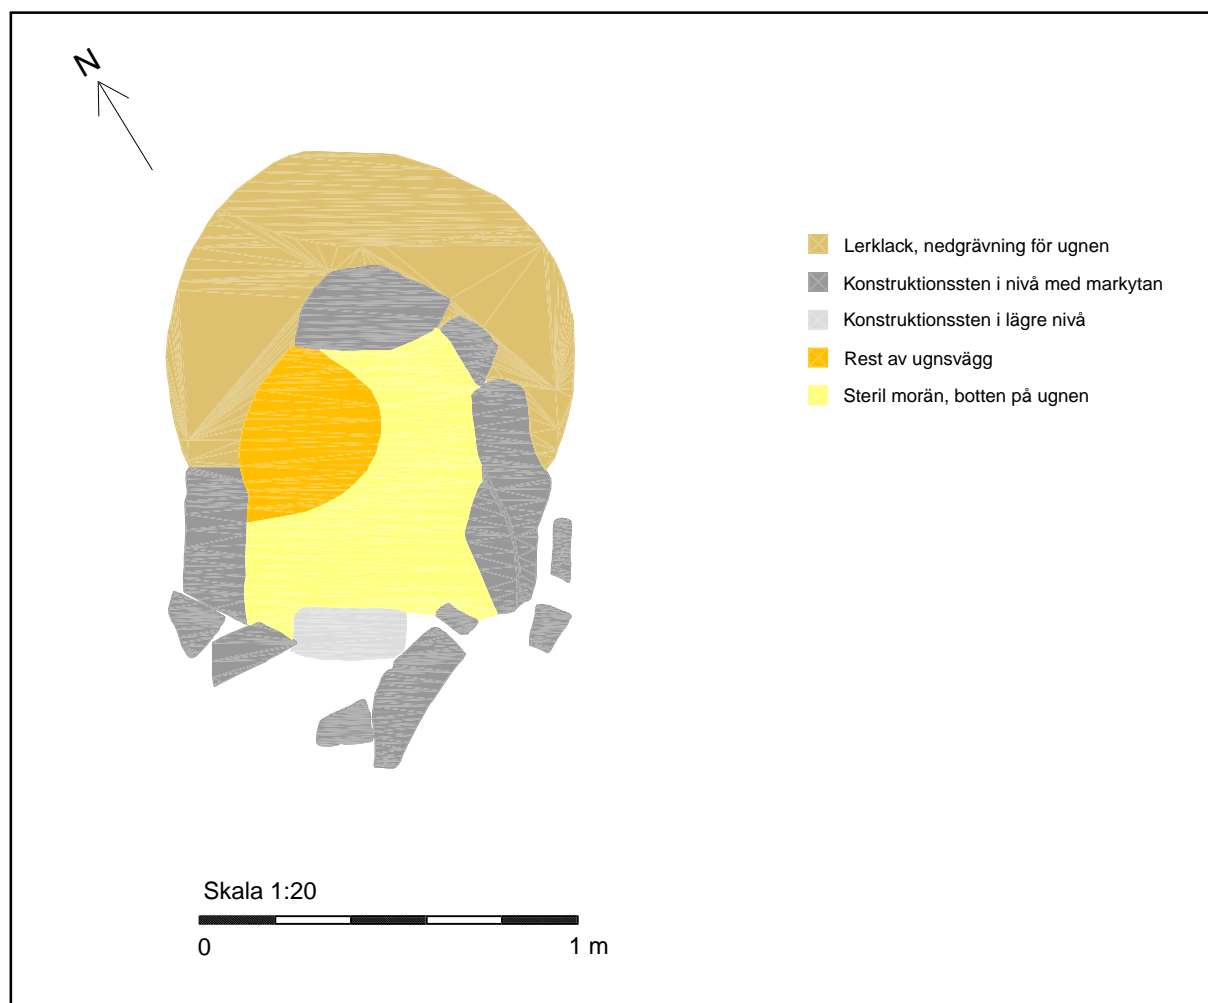 N
Lerklack, nedgrävning för ugnen
Konstruktionssten i nivå med markytan
Konstruktionssten i lägre nivå
Rest av ugnsvägg
Steril morän, botten på ugnen
Skala 1:20
0 1 m